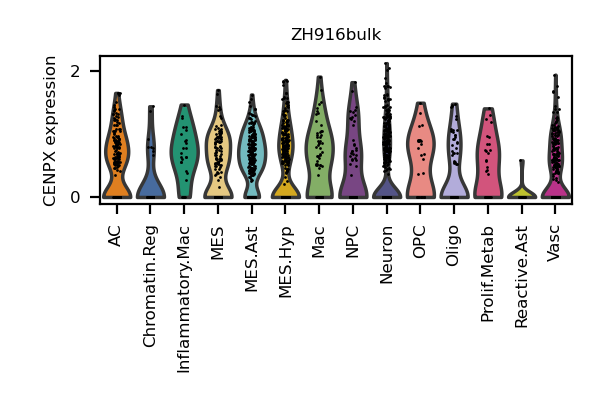 ZH916bulk
CENPX expression
2
0
AC
Chromatin.Reg
Inflammatory.Mac
MES
MES.Ast
MES.Hyp
Mac
NPC
Neuron
OPC
Oligo
Prolif.Metab
Reactive.Ast
Vasc